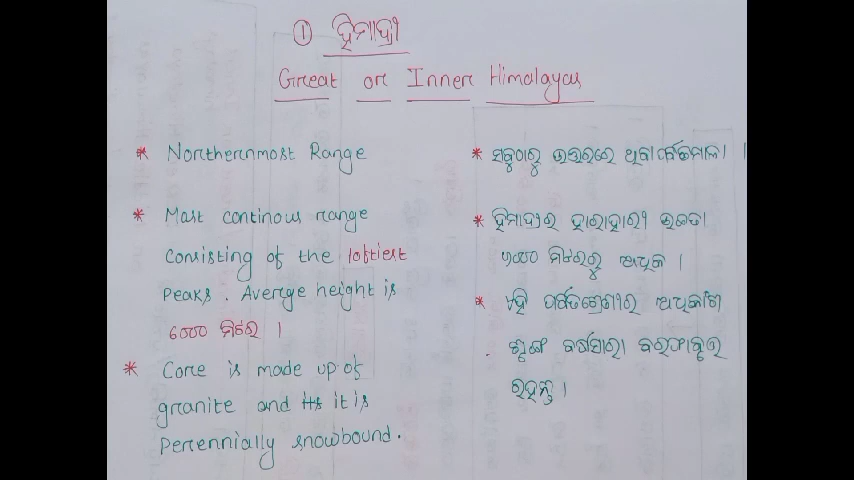 ① ହିମାଦ୍ରୀ
Great or Inner Himalayas
* Northernmost Range
* Most continous range
consisting of the loftiest
peaks. Averge height is
6000 ମିଟର ।
* Core is made up of
granite and its it is
Perennially snowbound.
* ସବୁଠାରୁ ଉତ୍ତରରେ ଥିବା ପର୍ବତମାଳା ।
* ହିମାଦ୍ରୀର ହାରାହାରୀ ଉଚ୍ଚତା
୬୦୦୦ ମିଟରରୁ ଅଧିକ ।
* ଏହି ପର୍ବତଶ୍ରେଣୀର ଅଧିକାଂଶ
ଶୃଙ୍ଗ ବର୍ଷସାରା ବରଫାବୃତ
ରହନ୍ତି ।